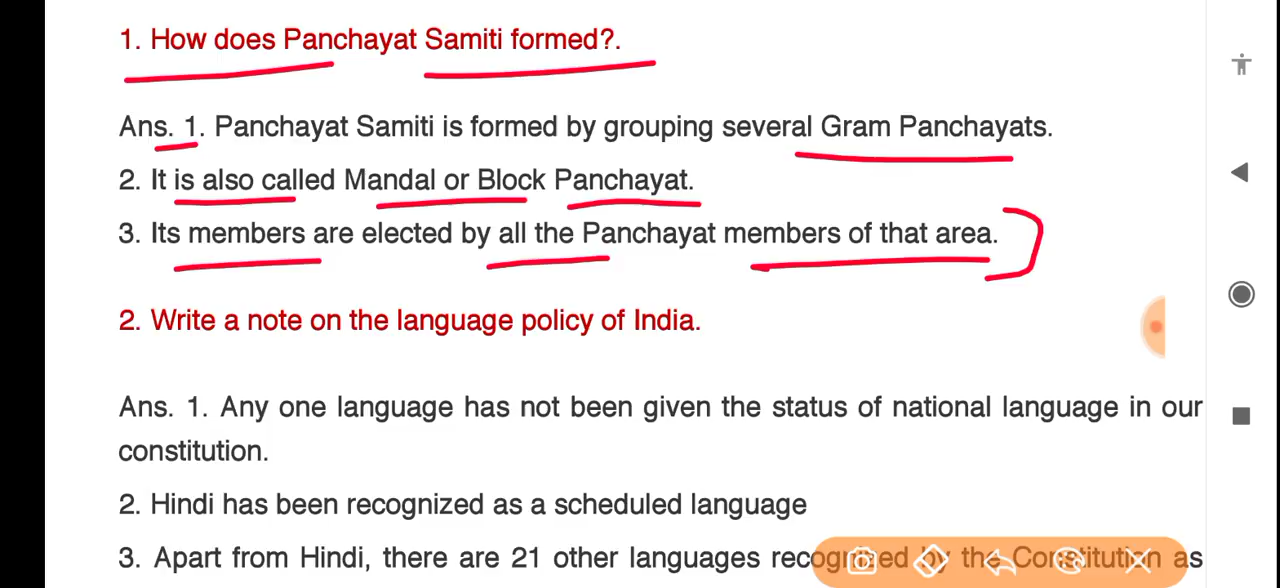 1. How does Panchayat Samiti formed?.
Ans. 1. Panchayat Samiti is formed by grouping several Gram Panchayats.
2. It is also called Mandal or Block Panchayat.
3. Its members are elected by all the Panchayat members of that area.
2. Write a note on the language policy of India.
Ans. 1. Any one language has not been given the status of national language in our
constitution.
2. Hindi has been recognized as a scheduled language
3. Apart from Hindi, there are 21 other languages recognized by the Constitution as